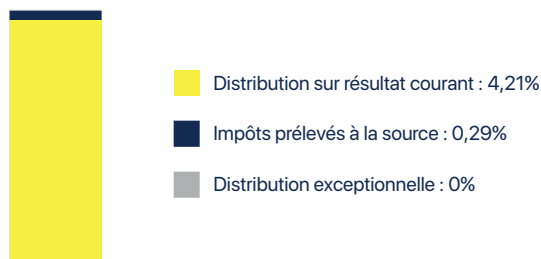 Distribution sur résultat courant : 4,21%
Impôts prélevés à la source : 0,29%
Distribution exceptionnelle : 0%